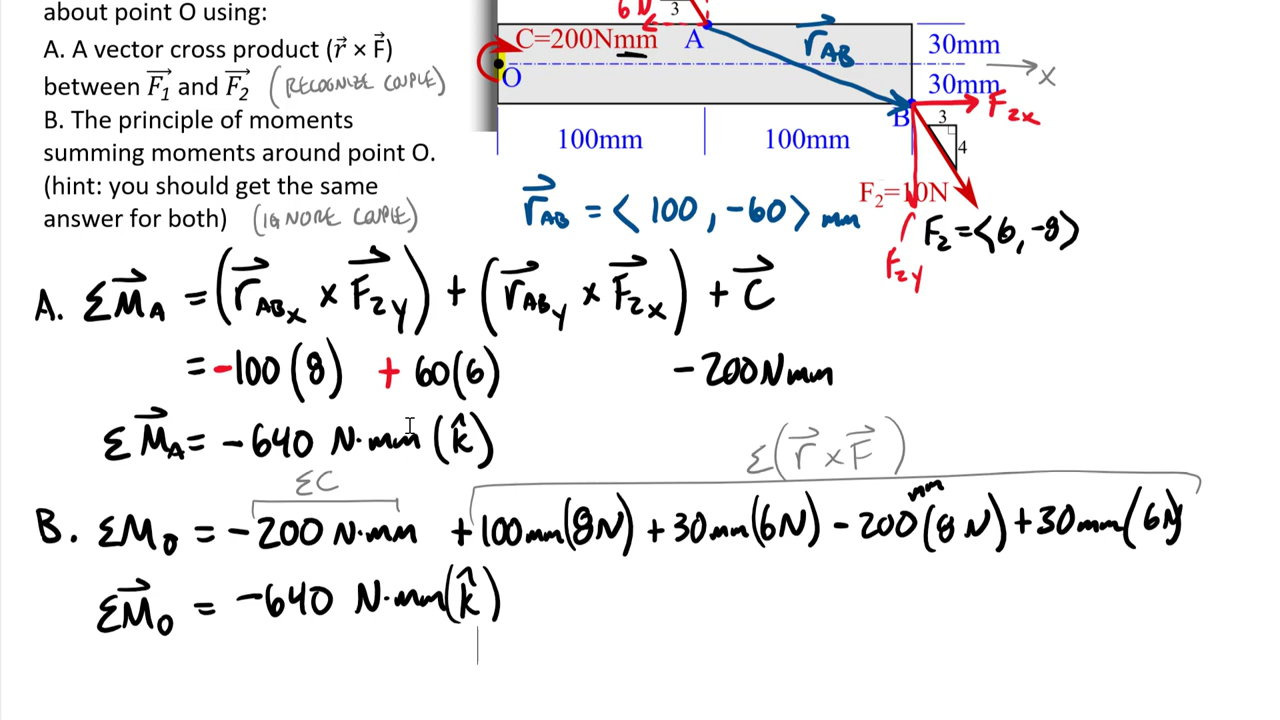 about point O using:
A. A vector cross product (r⃗ × F⃗)
between F₁⃗ and F₂⃗ (RECOGNIZE COUPLE)
B. The principle of moments
summing moments around point O.
(hint: you should get the same
answer for both) (IGNORE COUPLE)
6N 3
C=200Nmm A r⃗AB 30mm
O 30mm x
B F2x
3
4
100mm 100mm
F₂=10N
r⃗AB = <100, -60> mm
F₂=<6, -8>
F2y
A. ΣM⃗A = (r⃗ABx × F⃗2y) + (r⃗ABy × F⃗2x) + C⃗
= -100(8) + 60(6) - 200Nmm
ΣM⃗A = -640 N·mm (k̂)
ΣC Σ(r⃗ × F⃗)
B. ΣMO = -200 N·mm + 100mm(8N) + 30mm(6N) - 200mm(8N) + 30mm(6N)
ΣM⃗O = -640 N·mm(k̂)